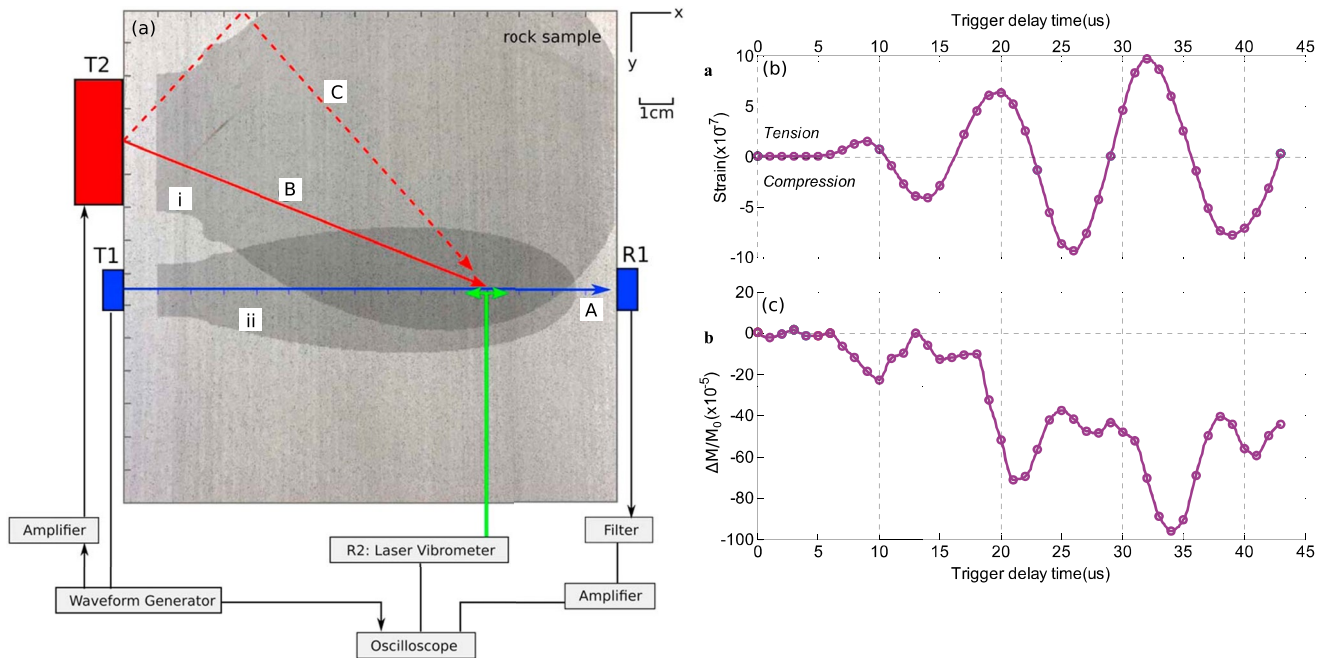 (a)
rock sample
x
y
1cm
T2
T1
R1
A
B
C
i
ii
Amplifier
Waveform Generator
R2: Laser Vibrometer
Oscilloscope
Filter
Amplifier
Trigger delay time(us)
0 5 10 15 20 25 30 35 40 45
a
(b)
Strain(x10⁻⁷)
10
5
0
-5
-10
Tension
Compression
b
(c)
ΔM/M₀(x10⁻⁵)
20
0
-20
-40
-60
-80
-100
0 5 10 15 20 25 30 35 40 45
Trigger delay time(us)